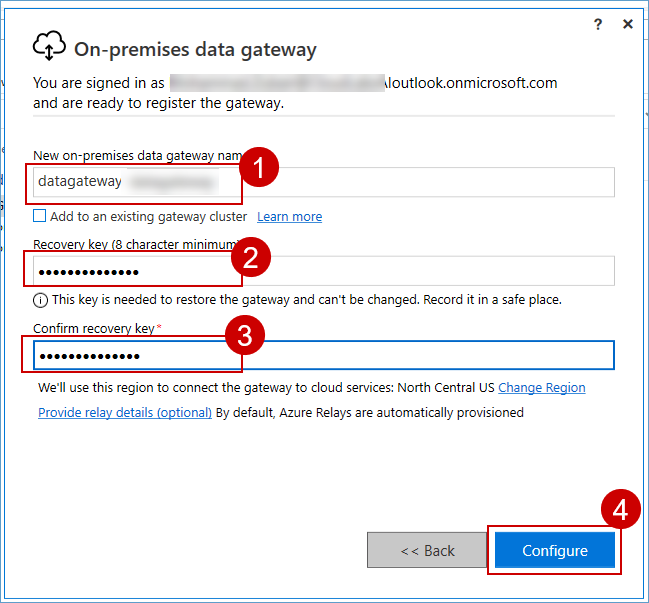 ? ×
On-premises data gateway
You are signed in as \outlook.onmicrosoft.com
and are ready to register the gateway.
New on-premises data gateway nam
1
datagateway
Add to an existing gateway cluster Learn more
Recovery key (8 character minimum)
2
••••••••••••••
This key is needed to restore the gateway and can't be changed. Record it in a safe place.
Confirm recovery key*
3
••••••••••••••
We'll use this region to connect the gateway to cloud services: North Central US Change Region
Provide relay details (optional) By default, Azure Relays are automatically provisioned
4
<< Back Configure